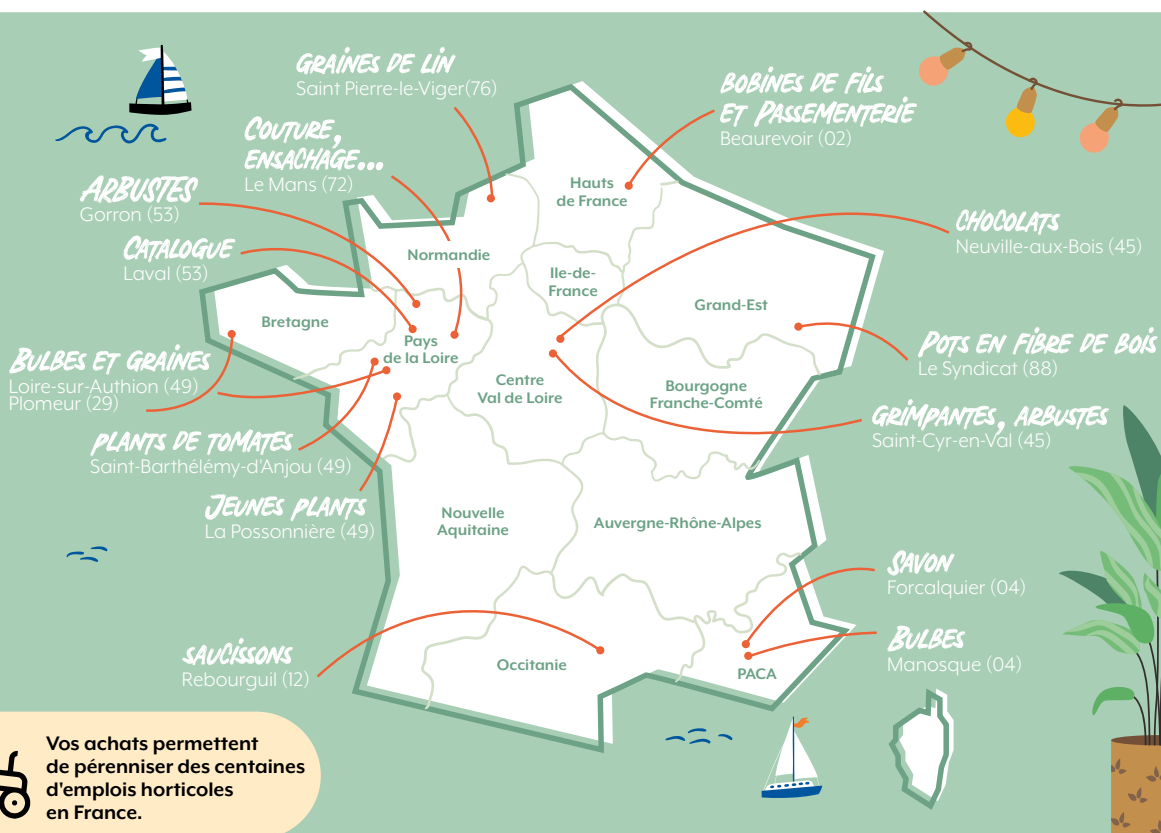 GRAINES DE LIN
Saint Pierre-le-Viger(76)
BOBINES DE FILS
ET PASSEMENTERIE
Beaurevoir (02)
COUTURE,
ENSACHAGE...
Le Mans (72)
ARBUSTES
Gorron (53)
CATALOGUE
Laval (53)
CHOCOLATS
Neuville-aux-Bois (45)
Hauts
de France
Normandie
Ile-de-
France
Grand-Est
Bretagne
Pays
de la Loire
Centre
Val de Loire
Bourgogne
Franche-Comté
BULBES ET GRAINES
Loire-sur-Authion (49)
Plomeur (29)
POTS EN FIBRE DE BOIS
Le Syndicat (88)
GRIMPANTES, ARBUSTES
Saint-Cyr-en-Val (45)
PLANTS DE TOMATES
Saint-Barthélémy-d'Anjou (49)
JEUNES PLANTS
La Possonnière (49)
Nouvelle
Aquitaine
Auvergne-Rhône-Alpes
SAVON
Forcalquier (04)
BULBES
Manosque (04)
SAUCISSONS
Rebourguil (12)
Occitanie
PACA
Vos achats permettent
de pérenniser des centaines
d'emplois horticoles
en France.